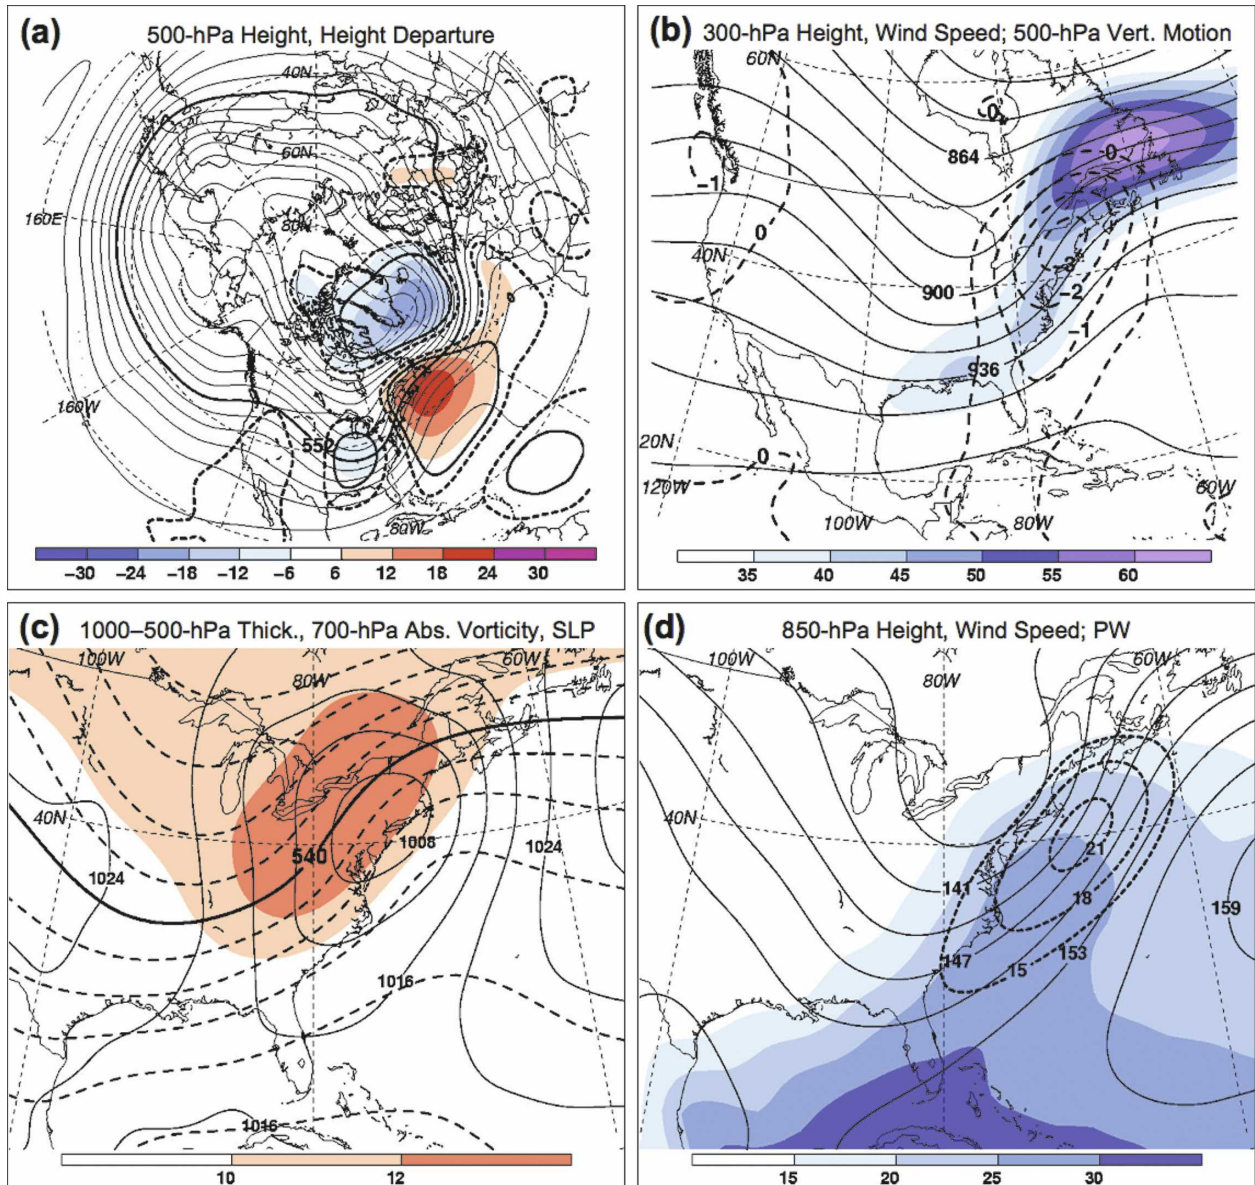 (a) 500-hPa Height, Height Departure
40N
60N
160E
80N
160W
552
80W
−30 −24 −18 −12 −6 6 12 18 24 30
(b) 300-hPa Height, Wind Speed; 500-hPa Vert. Motion
60N
0
864
0
−1
0
40N
900
−2
−1
936
20N
0
120W
60W
100W
80W
35 40 45 50 55 60
(c) 1000–500-hPa Thick., 700-hPa Abs. Vorticity, SLP
100W
60W
80W
40N
1008
1024
540
1024
1016
1016
10 12
(d) 850-hPa Height, Wind Speed; PW
100W
60W
80W
40N
21
141
18
159
153
147
15
15 20 25 30